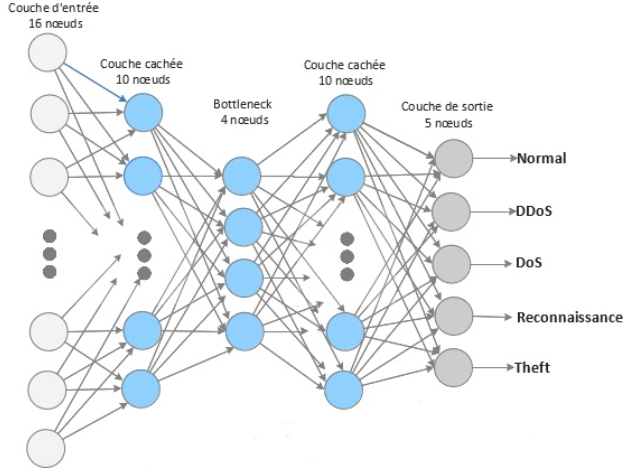 Couche d'entrée
16 nœuds
Couche cachée
10 nœuds
Bottleneck
4 nœuds
Couche cachée
10 nœuds
Couche de sortie
5 nœuds
Normal
DDoS
DoS
Reconnaissance
Theft